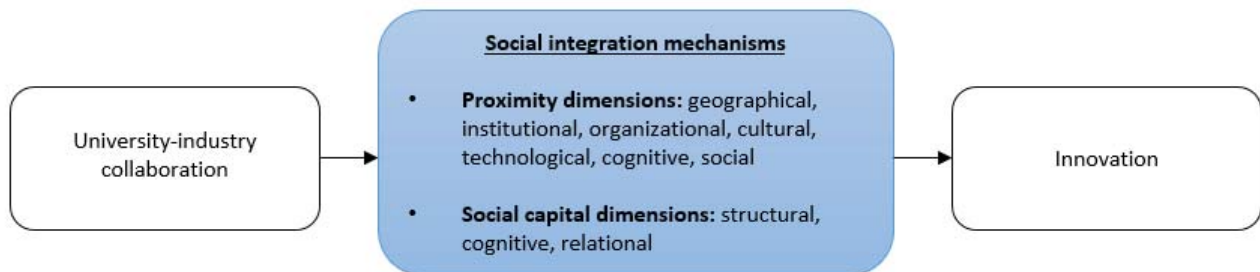 University-industry
collaboration
Social integration mechanisms
• Proximity dimensions: geographical,
institutional, organizational, cultural,
technological, cognitive, social
• Social capital dimensions: structural,
cognitive, relational
Innovation